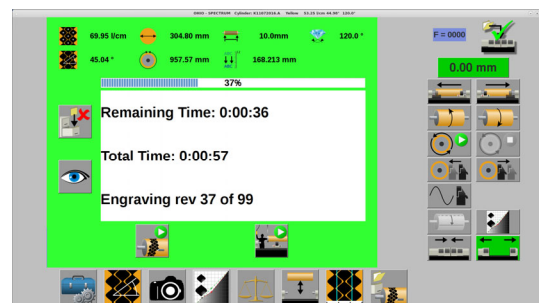 69.95 l/cm 304.80 mm 10.0mm 120.0 °
45.04 ° 957.57 mm 168.213 mm
F = 0000
0.00 mm
37%
Remaining Time: 0:00:36
Total Time: 0:00:57
Engraving rev 37 of 99